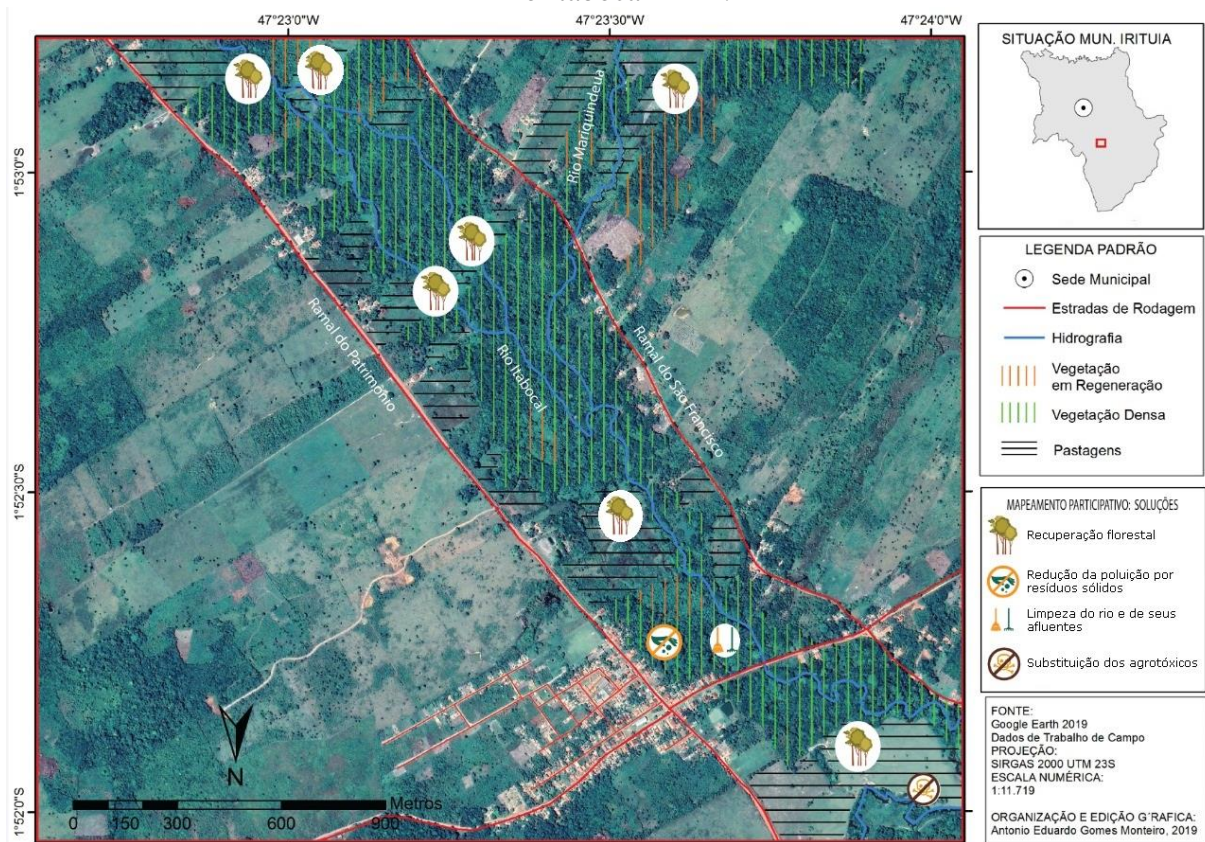 47°23'0"W
47°23'30"W
47°24'0"W
1°53'0"S
1°52'30"S
1°52'0"S
Rio Mariquindeua
Ramal do Patrimônio
Rio Itabocal
Ramal do São Francisco
N
Metros
0 150 300 600 900
SITUAÇÃO MUN. IRITUIA
LEGENDA PADRÃO
Sede Municipal
Estradas de Rodagem
Hidrografia
Vegetação
em Regeneração
Vegetação Densa
Pastagens
MAPEAMENTO PARTICIPATIVO: SOLUÇÕES
Recuperação florestal
Redução da poluição por
resíduos sólidos
Limpeza do rio e de seus
afluentes
Substituição dos agrotóxicos
FONTE:
Google Earth 2019
Dados de Trabalho de Campo
PROJEÇÃO:
SIRGAS 2000 UTM 23S
ESCALA NUMÉRICA:
1:11.719
ORGANIZAÇÃO E EDIÇÃO G´RAFICA:
Antonio Eduardo Gomes Monteiro, 2019